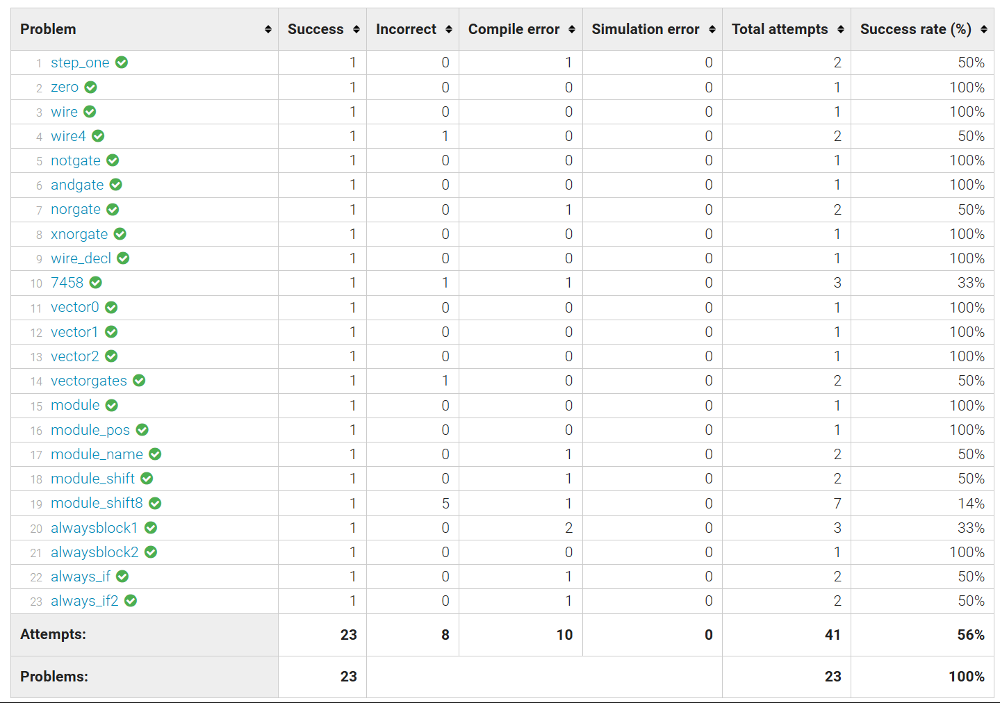 Problem Success Incorrect Compile error Simulation error Total attempts Success rate (%)
1 step_one 1 0 1 0 2 50%
2 zero 1 0 0 0 1 100%
3 wire 1 0 0 0 1 100%
4 wire4 1 1 0 0 2 50%
5 notgate 1 0 0 0 1 100%
6 andgate 1 0 0 0 1 100%
7 norgate 1 0 1 0 2 50%
8 xnorgate 1 0 0 0 1 100%
9 wire_decl 1 0 0 0 1 100%
10 7458 1 1 1 0 3 33%
11 vector0 1 0 0 0 1 100%
12 vector1 1 0 0 0 1 100%
13 vector2 1 0 0 0 1 100%
14 vectorgates 1 1 0 0 2 50%
15 module 1 0 0 0 1 100%
16 module_pos 1 0 0 0 1 100%
17 module_name 1 0 1 0 2 50%
18 module_shift 1 0 1 0 2 50%
19 module_shift8 1 5 1 0 7 14%
20 alwaysblock1 1 0 2 0 3 33%
21 alwaysblock2 1 0 0 0 1 100%
22 always_if 1 0 1 0 2 50%
23 always_if2 1 0 1 0 2 50%
Attempts: 23 8 10 0 41 56%
Problems: 23 23 100%